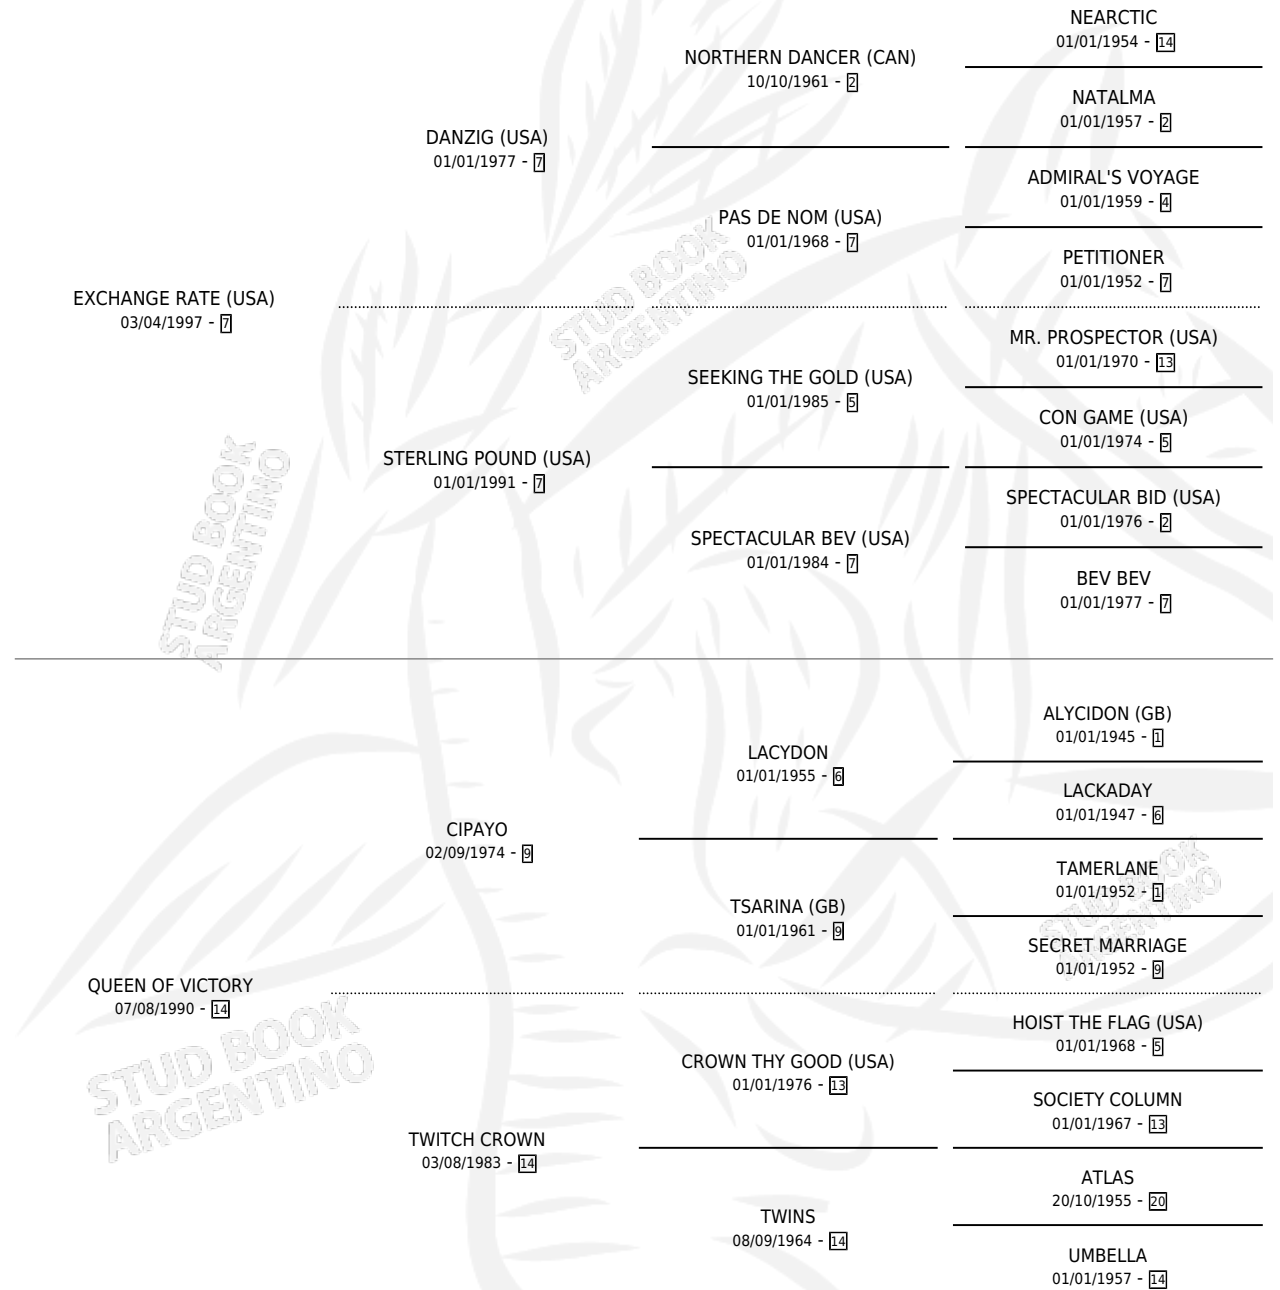 NEARCTIC
01/01/1954 - 14
NORTHERN DANCER (CAN)
10/10/1961 - 2
NATALMA
01/01/1957 - 2
DANZIG (USA)
01/01/1977 - 7
ADMIRAL'S VOYAGE
01/01/1959 - 4
PAS DE NOM (USA)
01/01/1968 - 7
PETITIONER
01/01/1952 - 7
EXCHANGE RATE (USA)
03/04/1997 - 7
STUD BOOK
ARGENTINO
MR. PROSPECTOR (USA)
01/01/1970 - 13
SEEKING THE GOLD (USA)
01/01/1985 - 5
CON GAME (USA)
01/01/1974 - 5
STERLING POUND (USA)
01/01/1991 - 7
SPECTACULAR BID (USA)
01/01/1976 - 2
SPECTACULAR BEV (USA)
01/01/1984 - 7
BEV BEV
01/01/1977 - 7
STUD BOOK
ARGENTINO
ALYCIDON (GB)
01/01/1945 - 1
LACYDON
01/01/1955 - 6
LACKADAY
01/01/1947 - 6
CIPAYO
02/09/1974 - 9
TAMERLANE
01/01/1952 - 1
STUD BOOK
ARGENTINO
TSARINA (GB)
01/01/1961 - 9
SECRET MARRIAGE
01/01/1952 - 9
QUEEN OF VICTORY
07/08/1990 - 14
HOIST THE FLAG (USA)
01/01/1968 - 5
CROWN THY GOOD (USA)
01/01/1976 - 13
SOCIETY COLUMN
01/01/1967 - 13
STUD BOOK
ARGENTINO
TWITCH CROWN
03/08/1983 - 14
ATLAS
20/10/1955 - 20
TWINS
08/09/1964 - 14
UMBELLA
01/01/1957 - 14